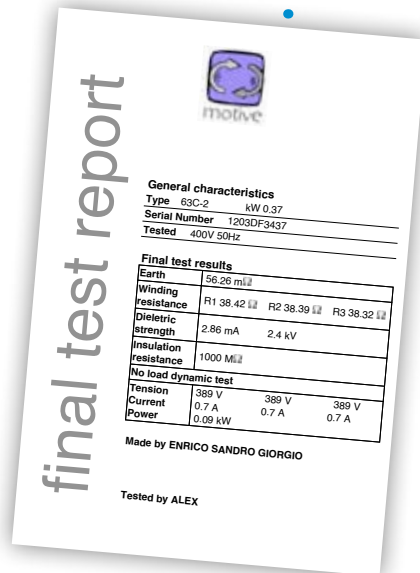 final test report
motive
General characteristics
Type 63C-2 kW 0.37
Serial Number 1203DF3437
Tested 400V 50Hz
Final test results
Earth 56.26 mΩ
Winding resistance R1 38.42 Ω R2 38.39 Ω R3 38.32 Ω
Dieletric strength 2.86 mA 2.4 kV
Insulation resistance 1000 MΩ
No load dynamic test
Tension 389 V 389 V 389 V
Current 0.7 A 0.7 A 0.7 A
Power 0.09 kW
Made by ENRICO SANDRO GIORGIO
Tested by ALEX